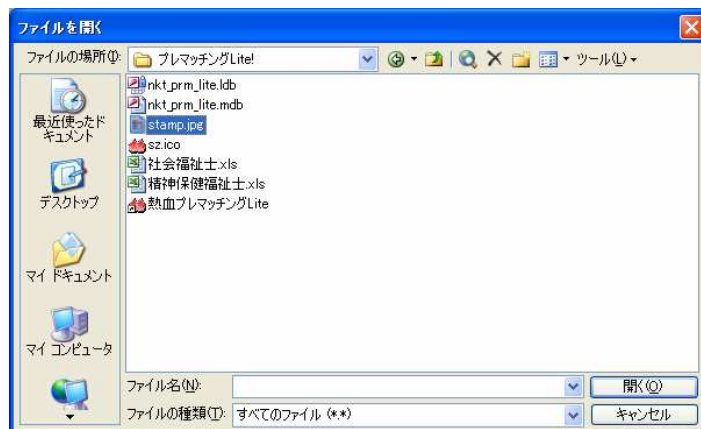 ファイルを開く
ファイルの場所(I):
プレマッチングLite!
ツール(L)
最近使ったド
キュメント
デスクトップ
マイ ドキュメント
マイ コンピュータ
nkt_prm_lite.ldb
nkt_prm_lite.mdb
stamp.jpg
sz.ico
社会福祉士.xls
精神保健福祉士.xls
熱血プレマッチングLite
ファイル名(N):
開く(O)
ファイルの種類(T):
すべてのファイル (*.*)
キャンセル